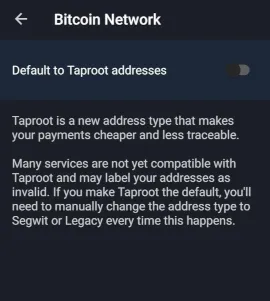 Bitcoin Network
Default to Taproot addresses
Taproot is a new address type that makes
your payments cheaper and less traceable.
Many services are not yet compatible with
Taproot and may label your addresses as
invalid. If you make Taproot the default, you'll
need to manually change the address type to
Segwit or Legacy every time this happens.